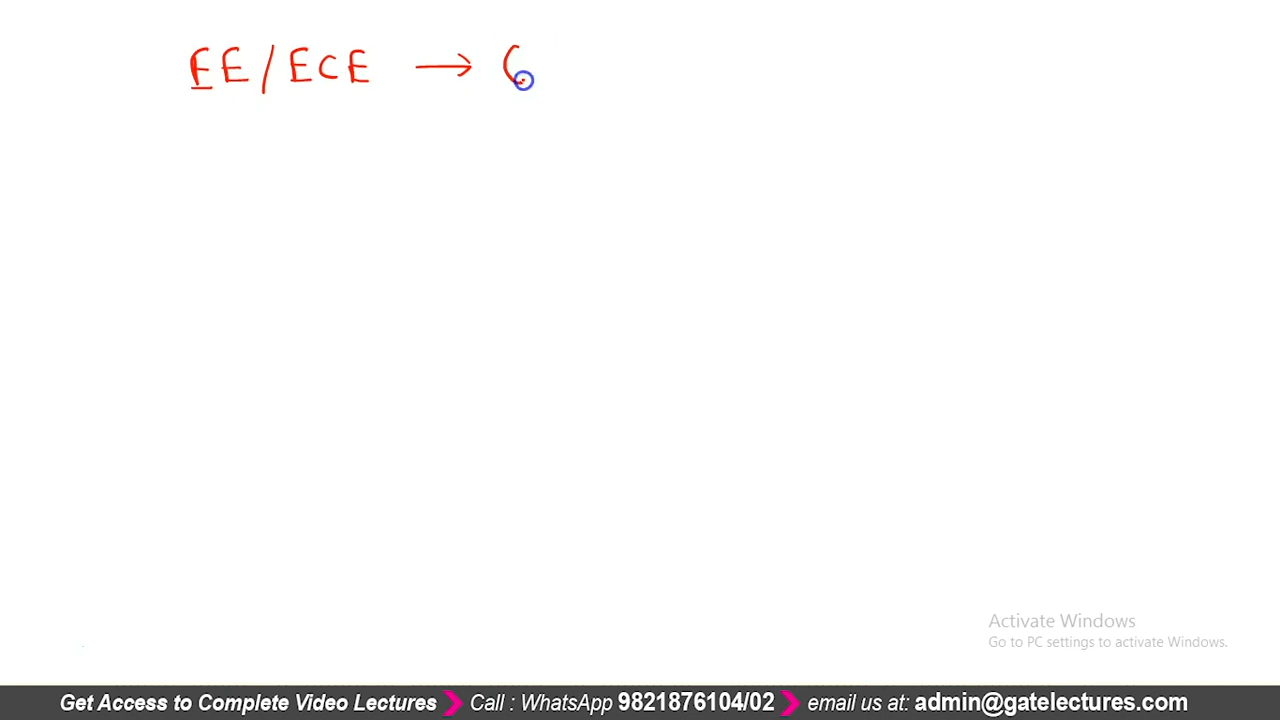 EE/ECE → 6
Activate Windows
Go to PC settings to activate Windows.
Get Access to Complete Video Lectures Call : WhatsApp 9821876104/02 email us at: admin@gatelectures.com